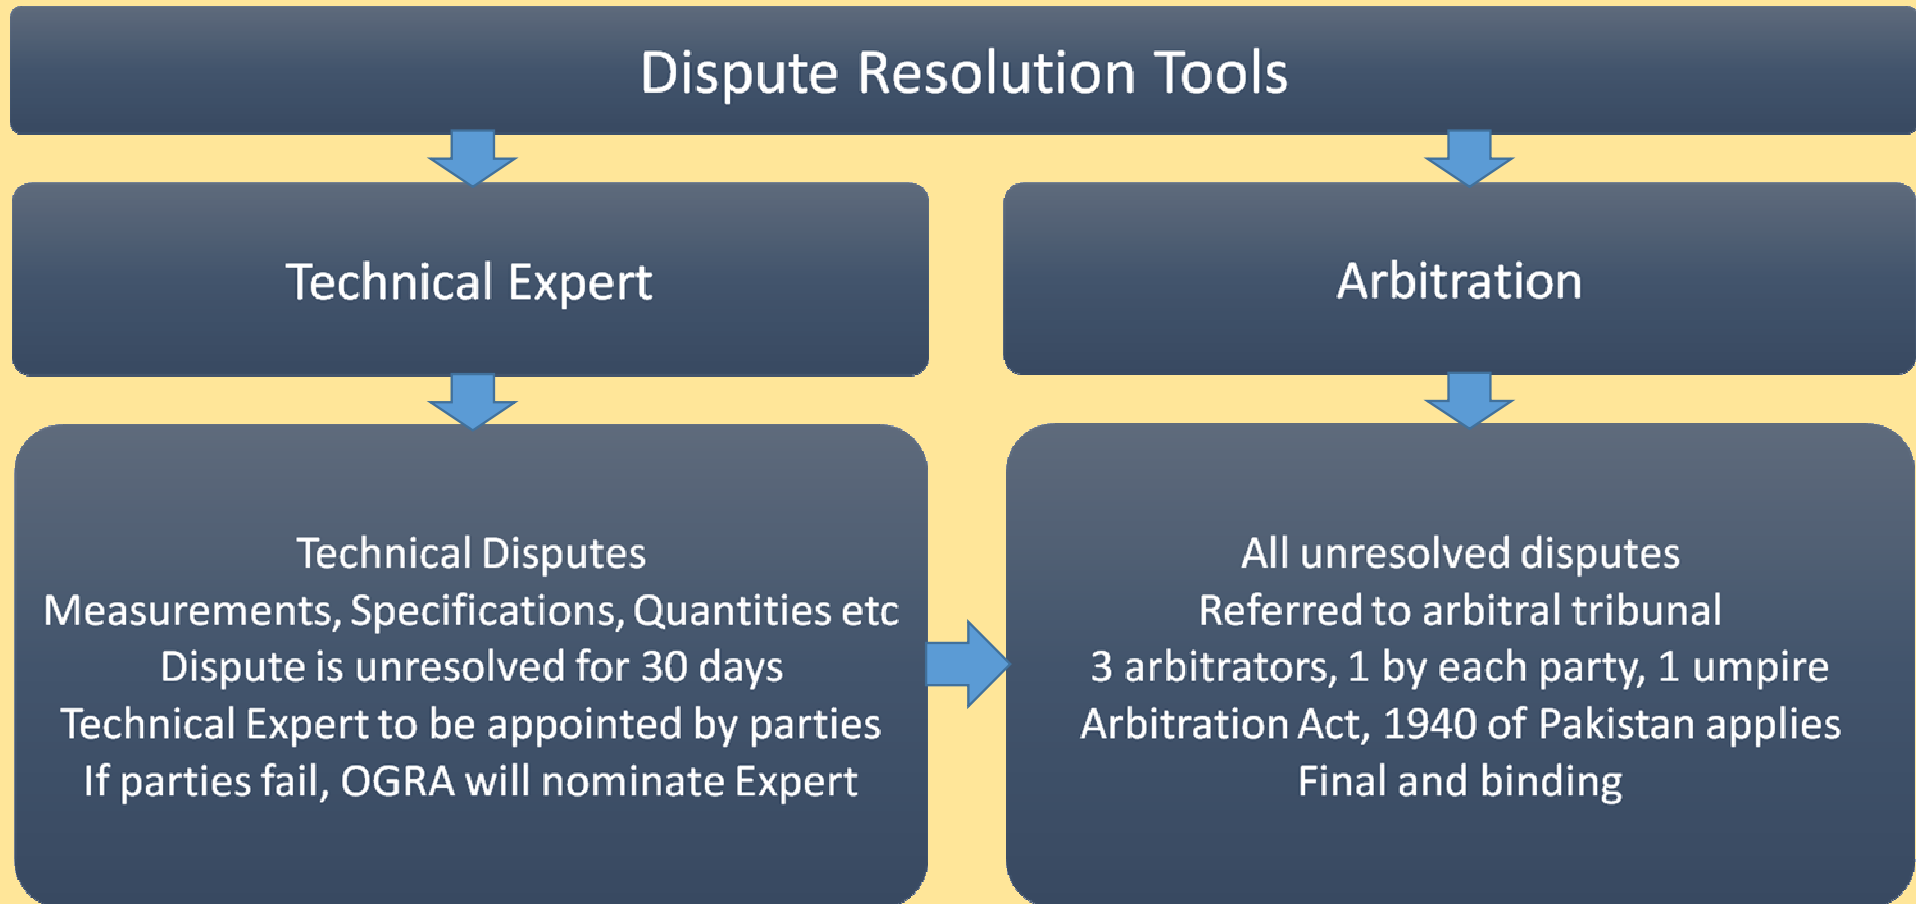 Dispute Resolution Tools
Technical Expert
Arbitration
Technical Disputes
Measurements, Specifications, Quantities etc
Dispute is unresolved for 30 days
Technical Expert to be appointed by parties
If parties fail, OGRA will nominate Expert
All unresolved disputes
Referred to arbitral tribunal
3 arbitrators, 1 by each party, 1 umpire
Arbitration Act, 1940 of Pakistan applies
Final and binding